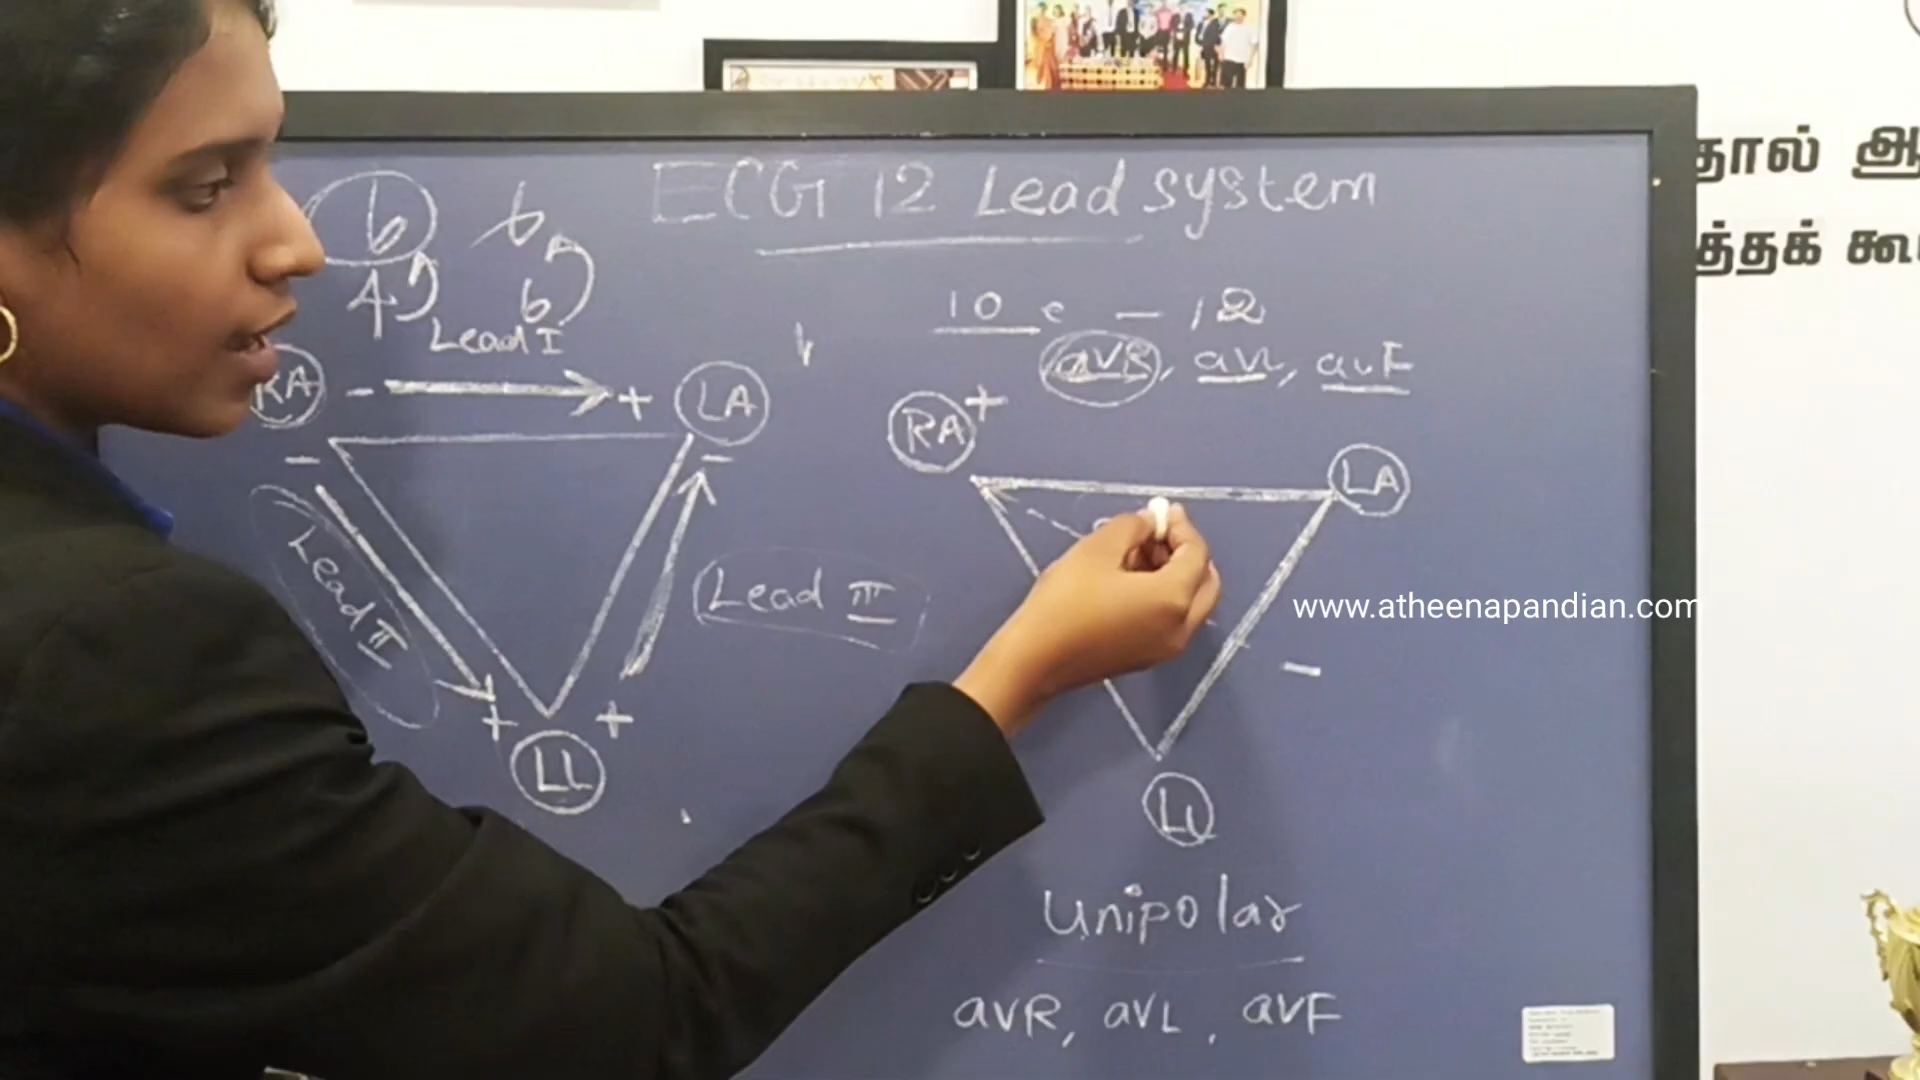 ECG 12 Lead system
6 6
4 6
Lead I
10 e - 12
aVR, aVL, avF
RA - + LA
RA +
LA
- -
Lead II
Lead III
www.atheenapandian.com
-
+ +
LL
LL
Unipolar
aVR, aVL, aVF
தால்
த்தக்